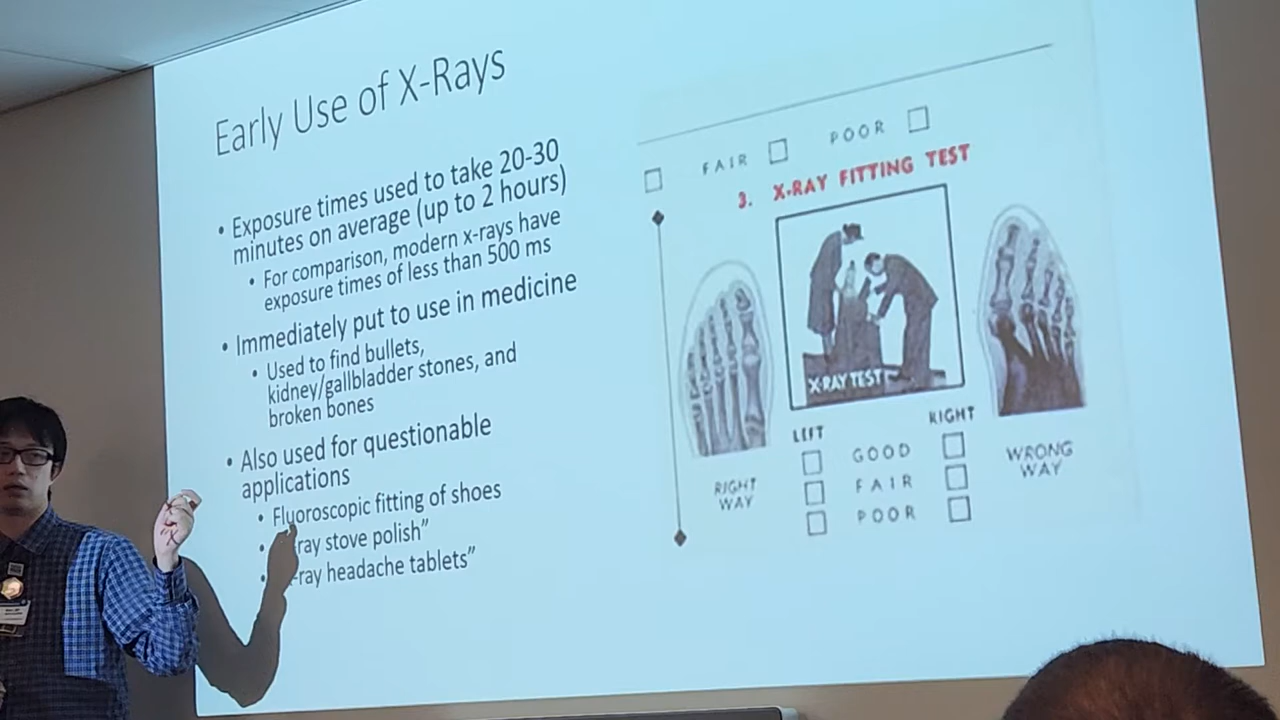 Early Use of X-Rays
• Exposure times used to take 20-30
minutes on average (up to 2 hours)
• For comparison, modern x-rays have
exposure times of less than 500 ms
• Immediately put to use in medicine
• Used to find bullets,
kidney/gallbladder stones, and
broken bones
• Also used for questionable
applications
• Fluoroscopic fitting of shoes
• ray stove polish”
• -ray headache tablets”
FAIR POOR
3. X-RAY FITTING TEST
X-RAY TEST
LEFT RIGHT
GOOD
FAIR
POOR
RIGHT
WAY
WRONG
WAY